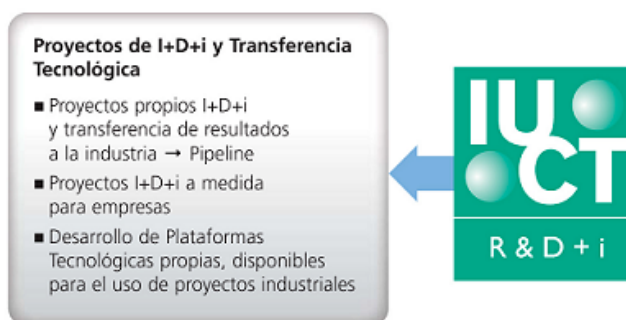 Proyectos de I+D+i y Transferencia
Tecnológica
■ Proyectos propios I+D+i
y transferencia de resultados
a la industria → Pipeline
■ Proyectos I+D+i a medida
para empresas
■ Desarrollo de Plataformas
Tecnológicas propias, disponibles
para el uso de proyectos industriales
IU
CT
R & D + i